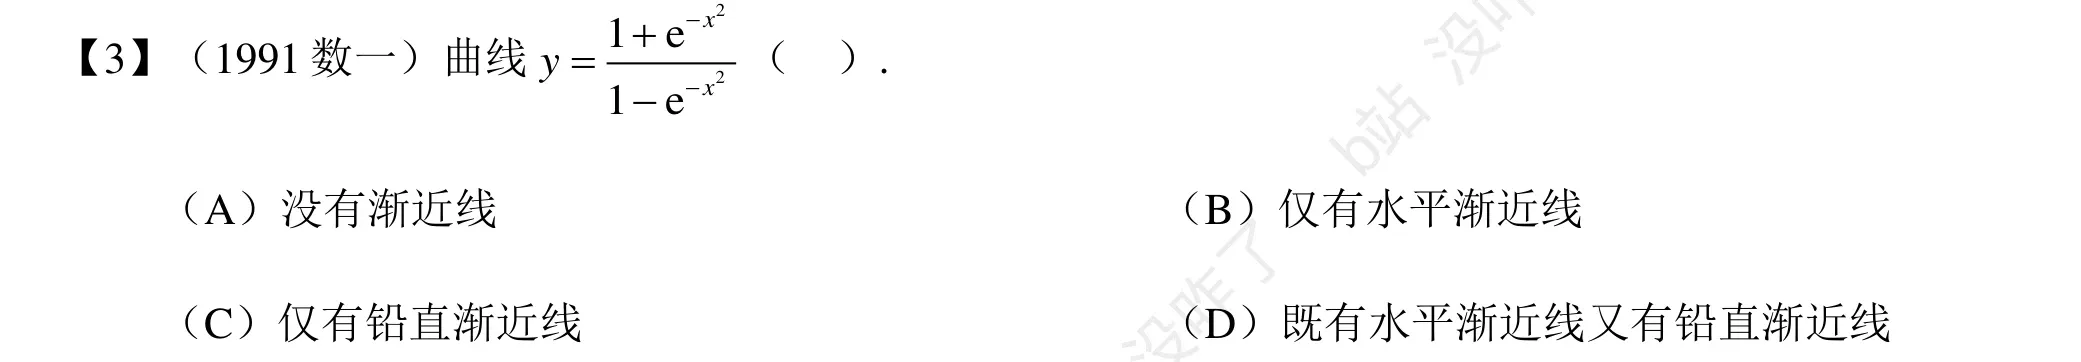 【3】（1991 数一）曲线 y = \frac{1+e^{-x^2}}{1-e^{-x^2}}（ ）.
（A）没有渐近线 （B）仅有水平渐近线
（C）仅有铅直渐近线 （D）既有水平渐近线又有铅直渐近线
b站 没咋
没咋了